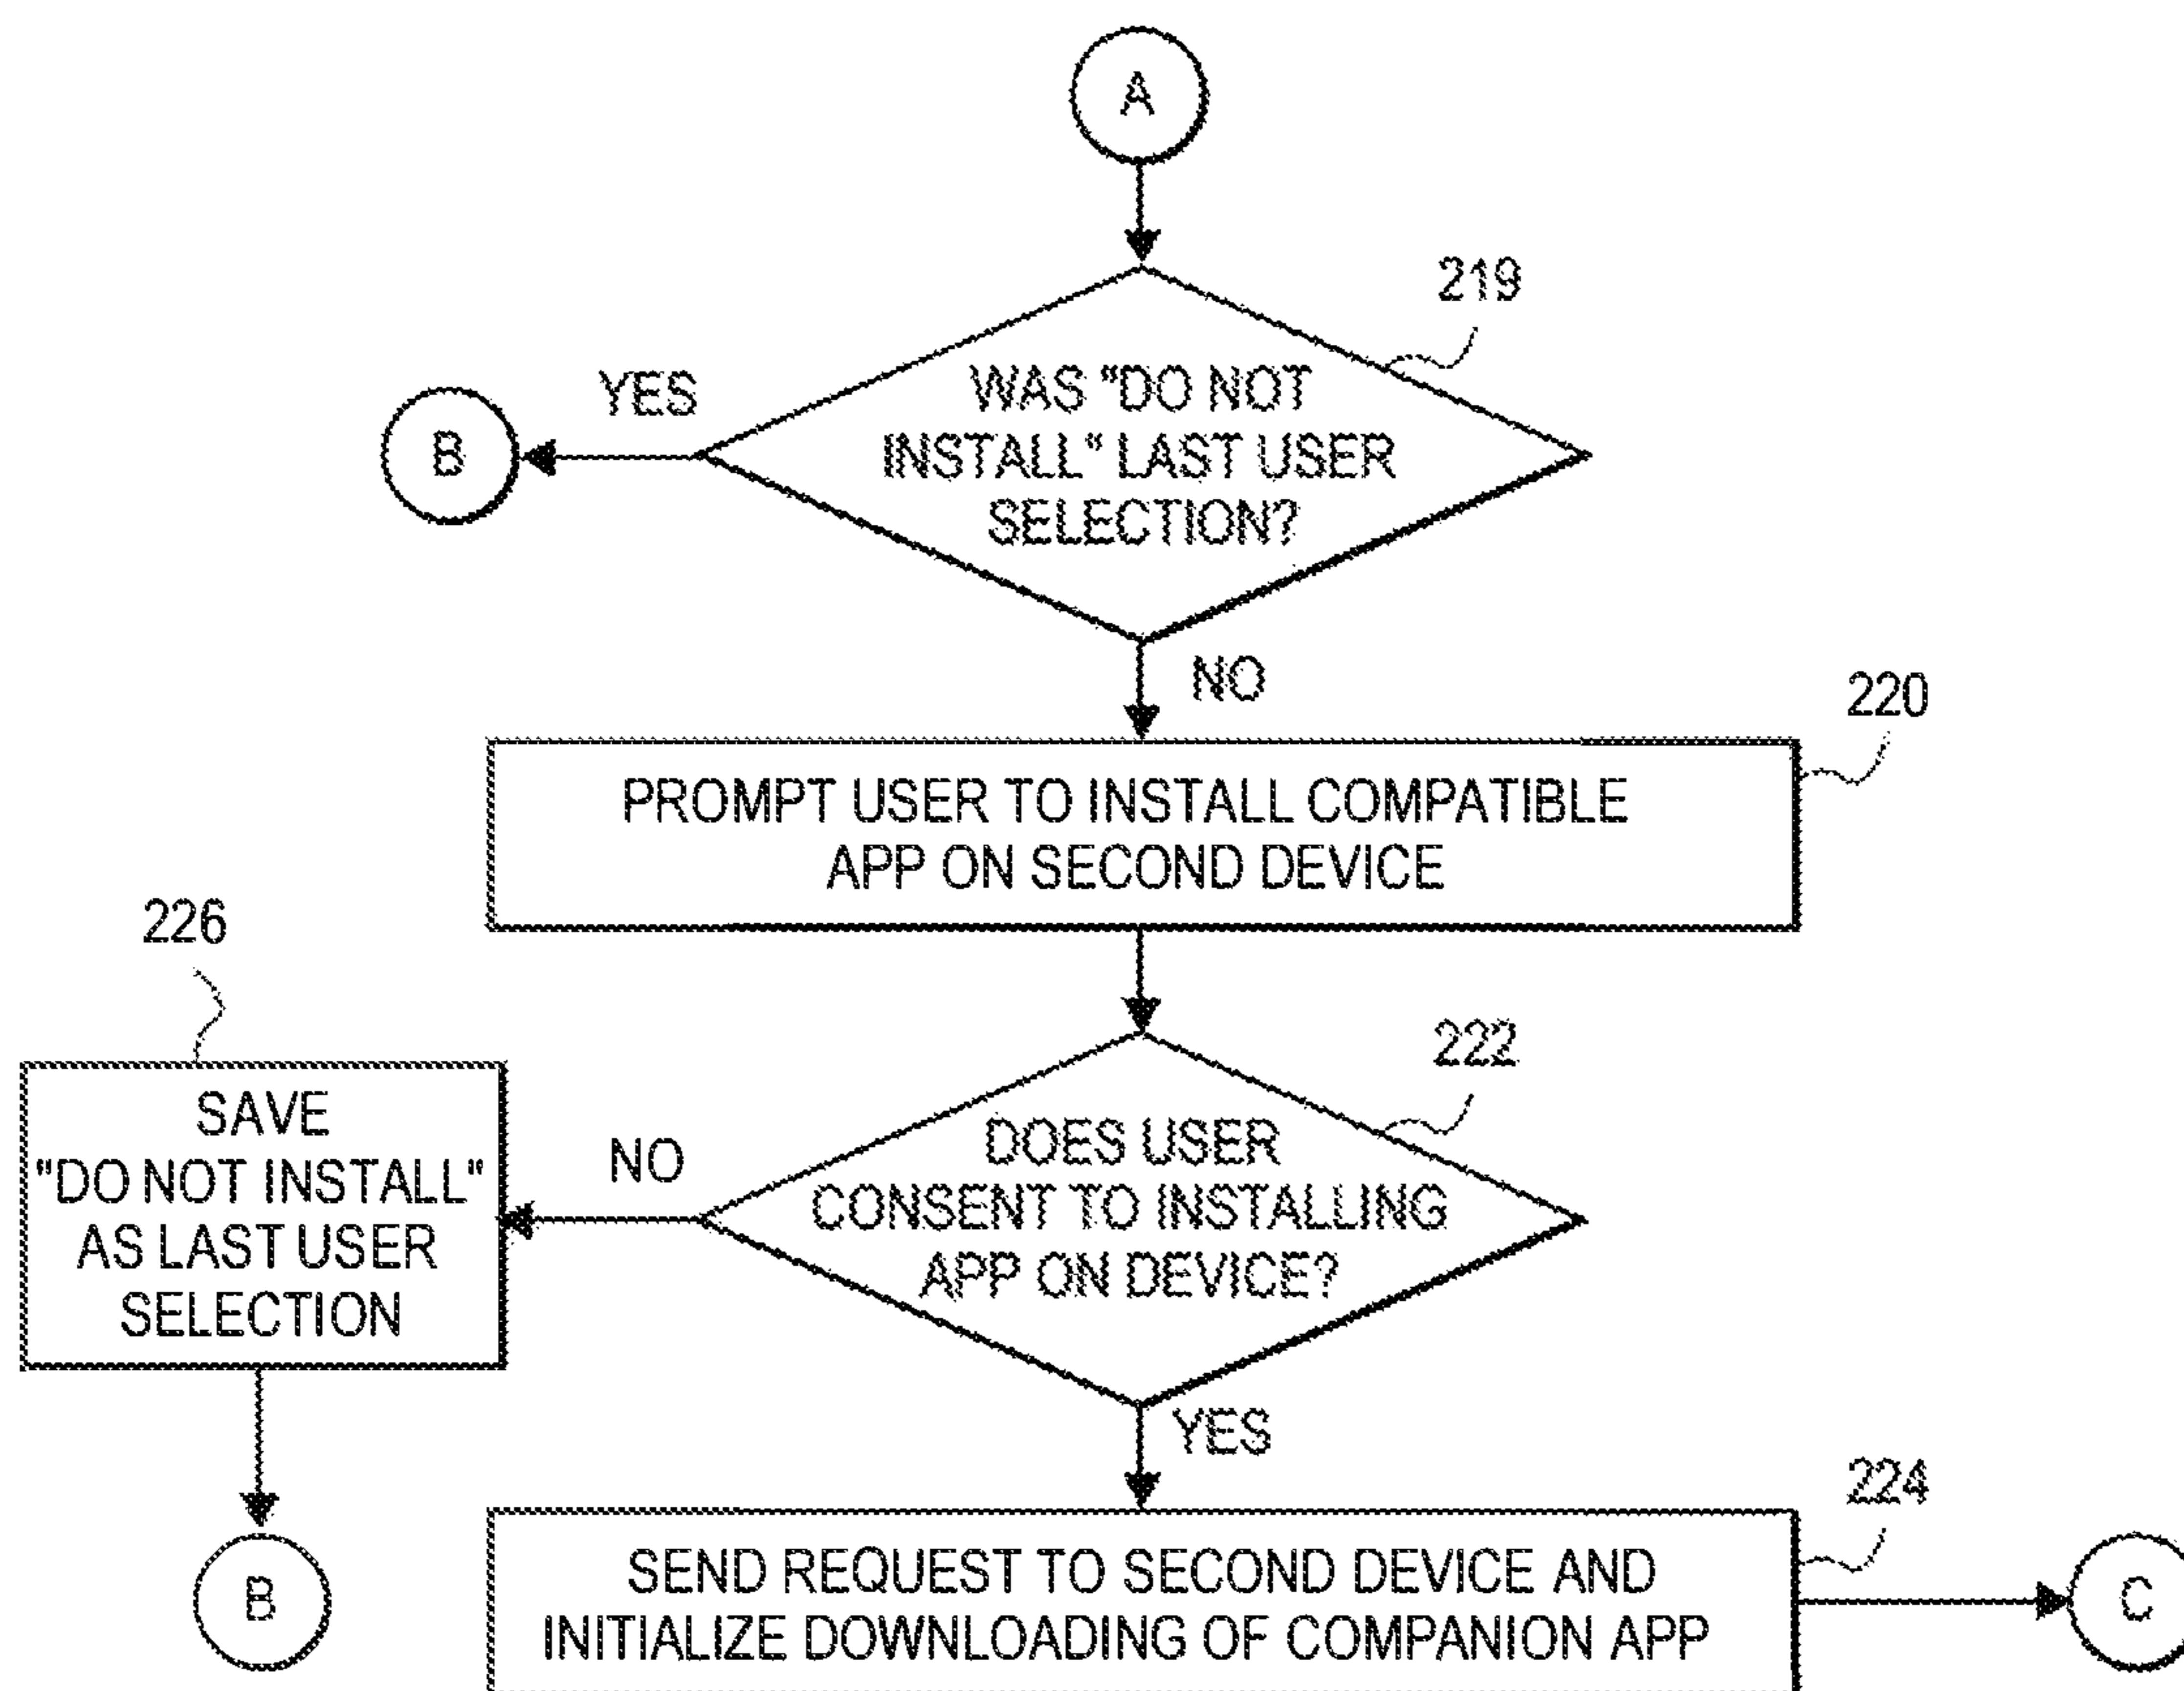 A
219
WAS "DO NOT
INSTALL" LAST USER
SELECTION?
YES
B
NO
220
PROMPT USER TO INSTALL COMPATIBLE
APP ON SECOND DEVICE
222
DOES USER
CONSENT TO INSTALLING
APP ON DEVICE?
NO
226
SAVE
"DO NOT INSTALL"
AS LAST USER
SELECTION
B
YES
224
SEND REQUEST TO SECOND DEVICE AND
INITIALIZE DOWNLOADING OF COMPANION APP
C